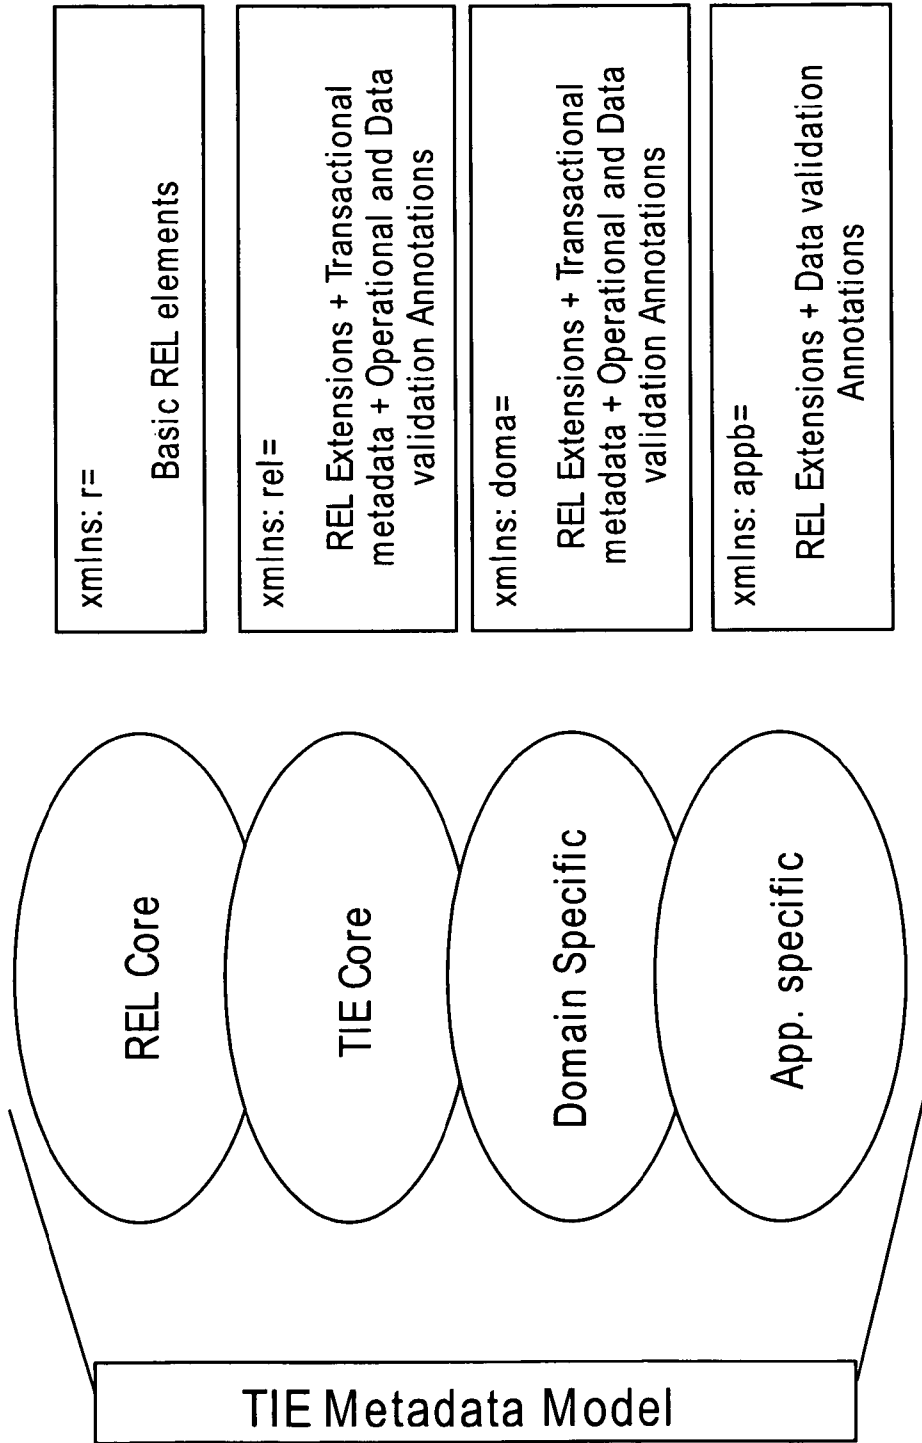 TIE Metadata Model
REL Core
xmlns: r=
Basic REL elements
TIE Core
xmlns: rel=
REL Extensions + Transactional
metadata + Operational and Data
validation Annotations
Domain Specific
xmlns: doma=
REL Extensions + Transactional
metadata + Operational and Data
validation Annotations
App. specific
xmlns: appb=
REL Extensions + Data validation
Annotations